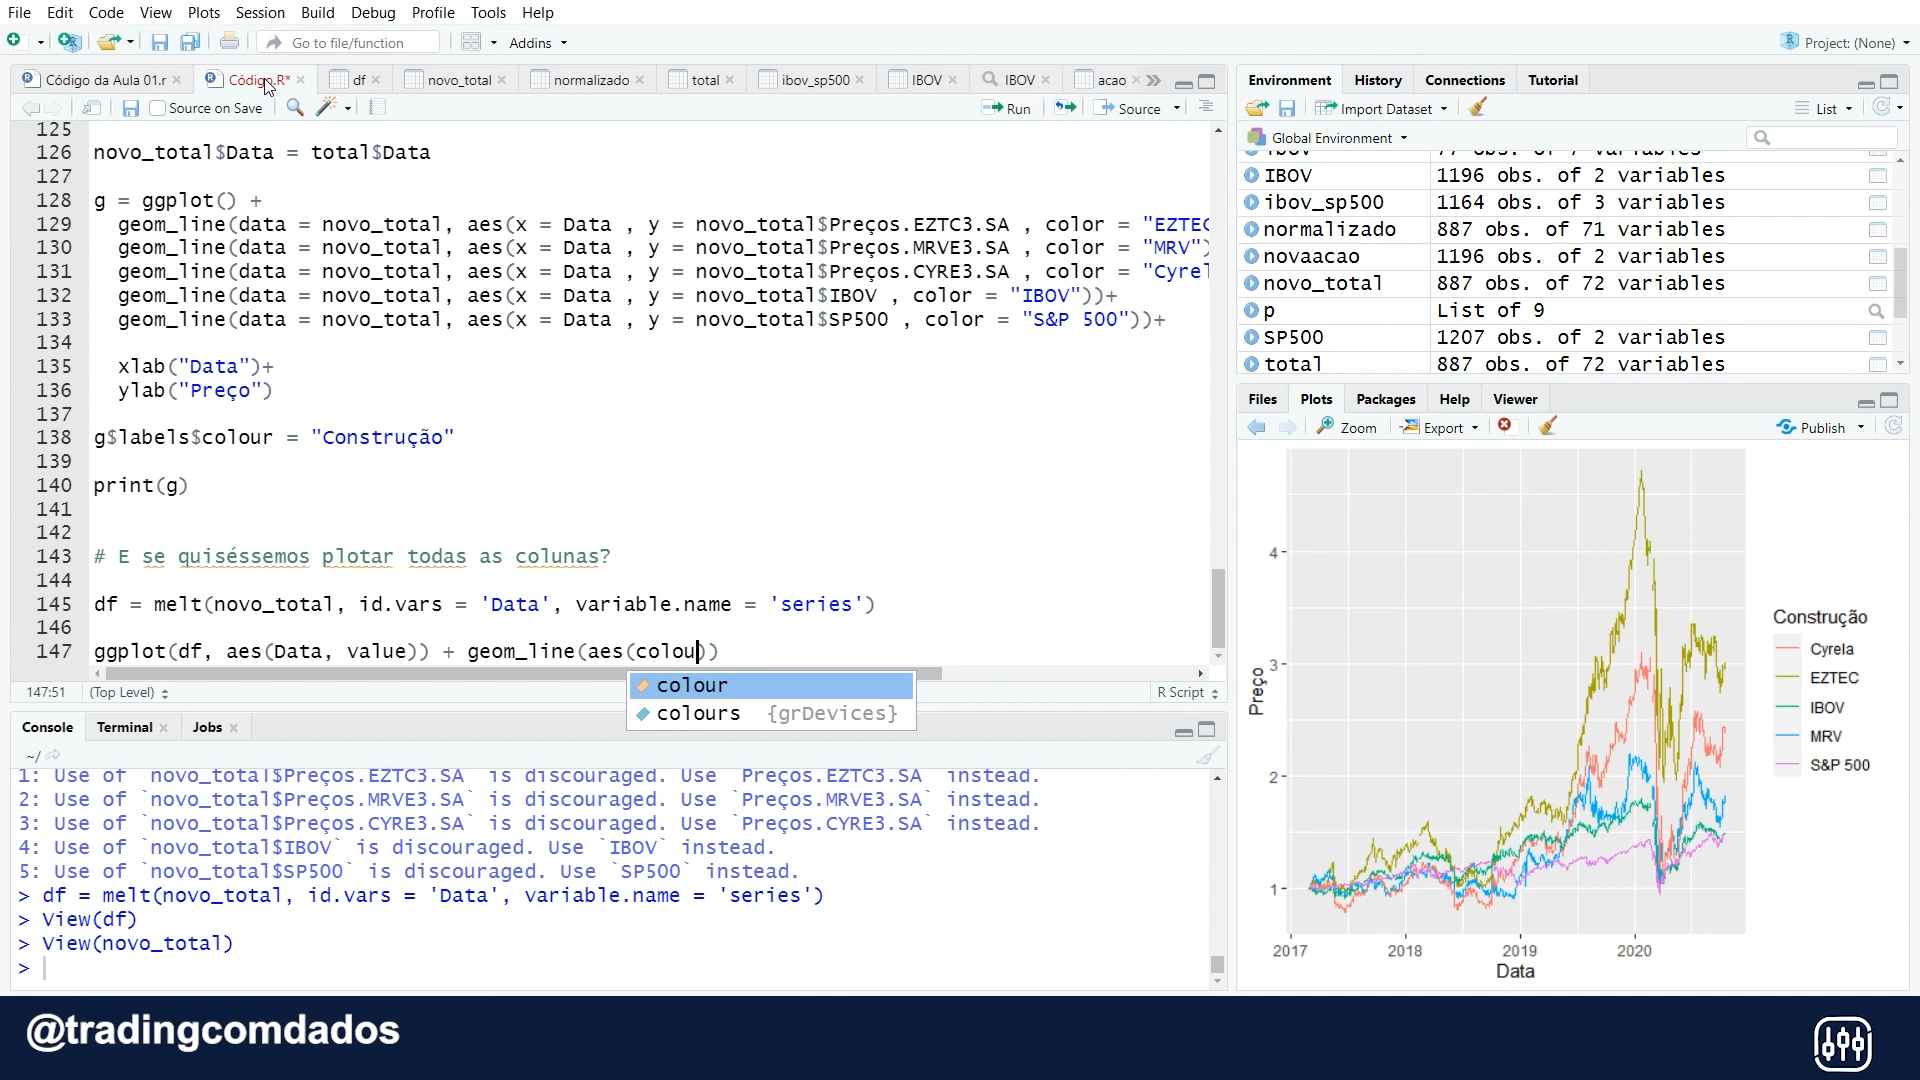 File Edit Code View Plots Session Build Debug Profile Tools Help
Go to file/function Addins Project: (None)
Código da Aula 01.r Código.R* df novo_total normalizado total ibov_sp500 IBOV IBOV acao
Source on Save Run Source
125
126 novo_total$Data = total$Data
127
128 g = ggplot() +
129 geom_line(data = novo_total, aes(x = Data , y = novo_total$Preços.EZTC3.SA , color = "EZTEC
130 geom_line(data = novo_total, aes(x = Data , y = novo_total$Preços.MRVE3.SA , color = "MRV")
131 geom_line(data = novo_total, aes(x = Data , y = novo_total$Preços.CYRE3.SA , color = "Cyrel
132 geom_line(data = novo_total, aes(x = Data , y = novo_total$IBOV , color = "IBOV"))+
133 geom_line(data = novo_total, aes(x = Data , y = novo_total$SP500 , color = "S&P 500"))+
134
135 xlab("Data")+
136 ylab("Preço")
137
138 g$labels$colour = "Construção"
139
140 print(g)
141
142
143 # E se quiséssemos plotar todas as colunas?
144
145 df = melt(novo_total, id.vars = 'Data', variable.name = 'series')
146
147 ggplot(df, aes(Data, value)) + geom_line(aes(colou))
colour
colours {grDevices}
147:51 (Top Level) R Script
Console Terminal Jobs
~/
1: Use of `novo_total$Preços.EZTC3.SA` is discouraged. Use `Preços.EZTC3.SA` instead.
2: Use of `novo_total$Preços.MRVE3.SA` is discouraged. Use `Preços.MRVE3.SA` instead.
3: Use of `novo_total$Preços.CYRE3.SA` is discouraged. Use `Preços.CYRE3.SA` instead.
4: Use of `novo_total$IBOV` is discouraged. Use `IBOV` instead.
5: Use of `novo_total$SP500` is discouraged. Use `SP500` instead.
> df = melt(novo_total, id.vars = 'Data', variable.name = 'series')
> View(df)
> View(novo_total)
>
Environment History Connections Tutorial
Import Dataset List
Global Environment
IBOV 1196 obs. of 2 variables
ibov_sp500 1164 obs. of 3 variables
normalizado 887 obs. of 71 variables
novaacao 1196 obs. of 2 variables
novo_total 887 obs. of 72 variables
p List of 9
SP500 1207 obs. of 2 variables
total 887 obs. of 72 variables
Files Plots Packages Help Viewer
Zoom Export Publish
4
3
2
1
Preço
2017 2018 2019 2020
Data
Construção
Cyrela
EZTEC
IBOV
MRV
S&P 500
@tradingcomdados